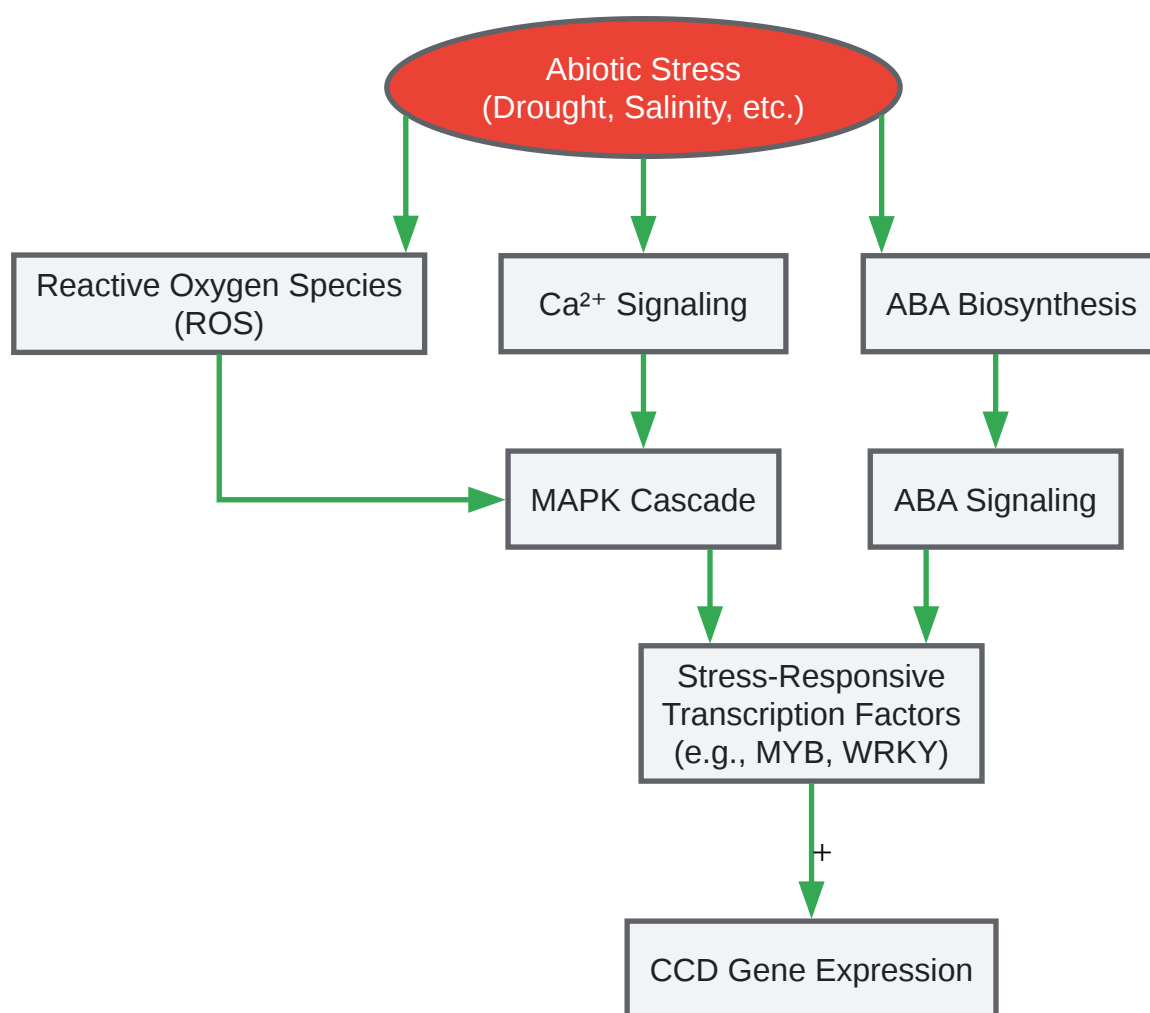 Abiotic Stress
(Drought, Salinity, etc.)
Reactive Oxygen Species
(ROS)
Ca²⁺ Signaling
ABA Biosynthesis
MAPK Cascade
ABA Signaling
Stress-Responsive
Transcription Factors
(e.g., MYB, WRKY)
+
CCD Gene Expression